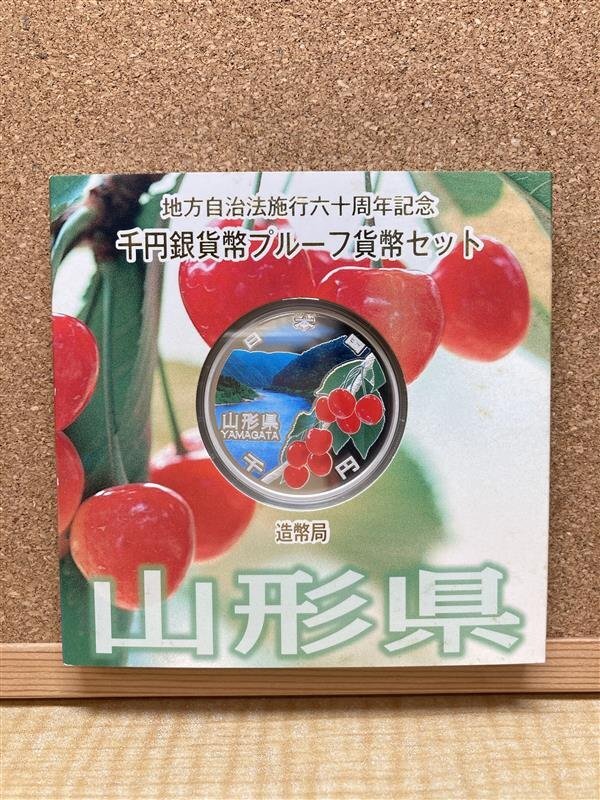 地方自治法施行六十周年記念
千円銀貨幣プルーフ貨幣セット
日本国
山形県
YAMAGATA
千円
造幣局
山形県